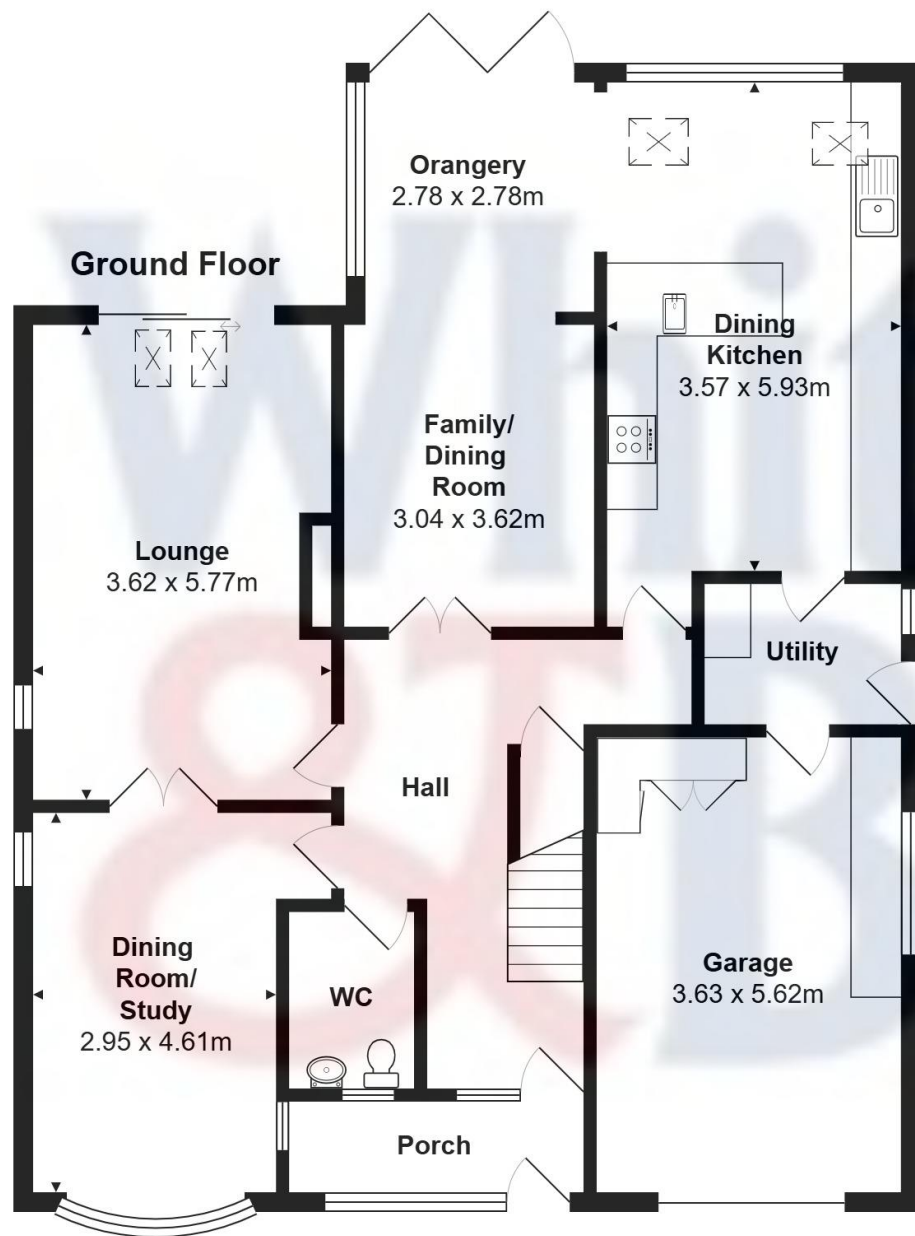 Orangery
2.78 x 2.78m
Ground Floor
Dining
Kitchen
3.57 x 5.93m
Family/
Dining
Room
3.04 x 3.62m
Lounge
3.62 x 5.77m
Utility
Hall
Dining
Room/
Study
2.95 x 4.61m
WC
Garage
3.63 x 5.62m
Porch
Whit
&TB